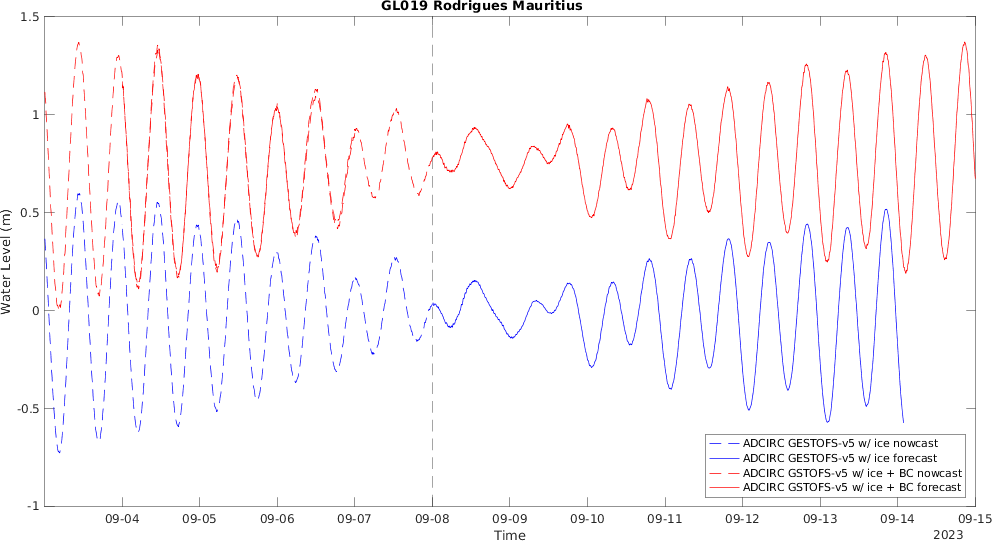 GL019 Rodrigues Mauritius
1.5
1
0.5
0
-0.5
-1
Water Level (m)
09-04 09-05 09-06 09-07 09-08 09-09 09-10 09-11 09-12 09-13 09-14 09-15
Time
2023
ADCIRC GESTOFS-v5 w/ ice nowcast
ADCIRC GESTOFS-v5 w/ ice forecast
ADCIRC GSTOFS-v5 w/ ice + BC nowcast
ADCIRC GSTOFS-v5 w/ ice + BC forecast